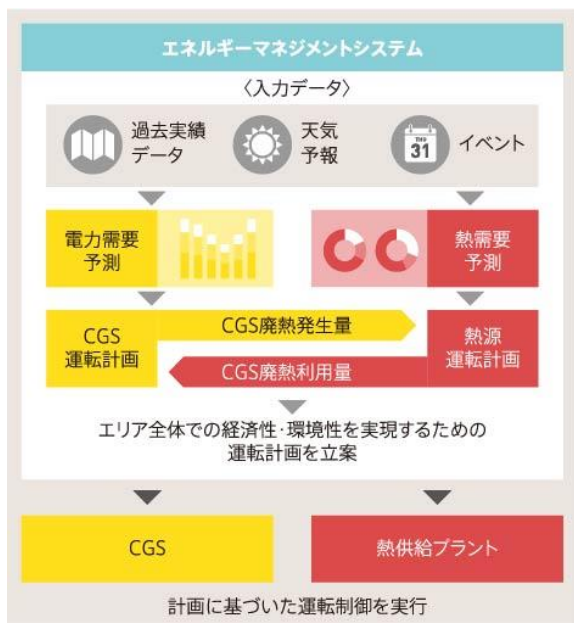 エネルギーマネジメントシステム
〈入力データ〉
過去実績
データ
天気
予報
THU
31
イベント
電力需要
予測
熱需要
予測
CGS
運転計画
CGS廃熱発生量
CGS廃熱利用量
熱源
運転計画
エリア全体での経済性・環境性を実現するための
運転計画を立案
CGS
熱供給プラント
計画に基づいた運転制御を実行